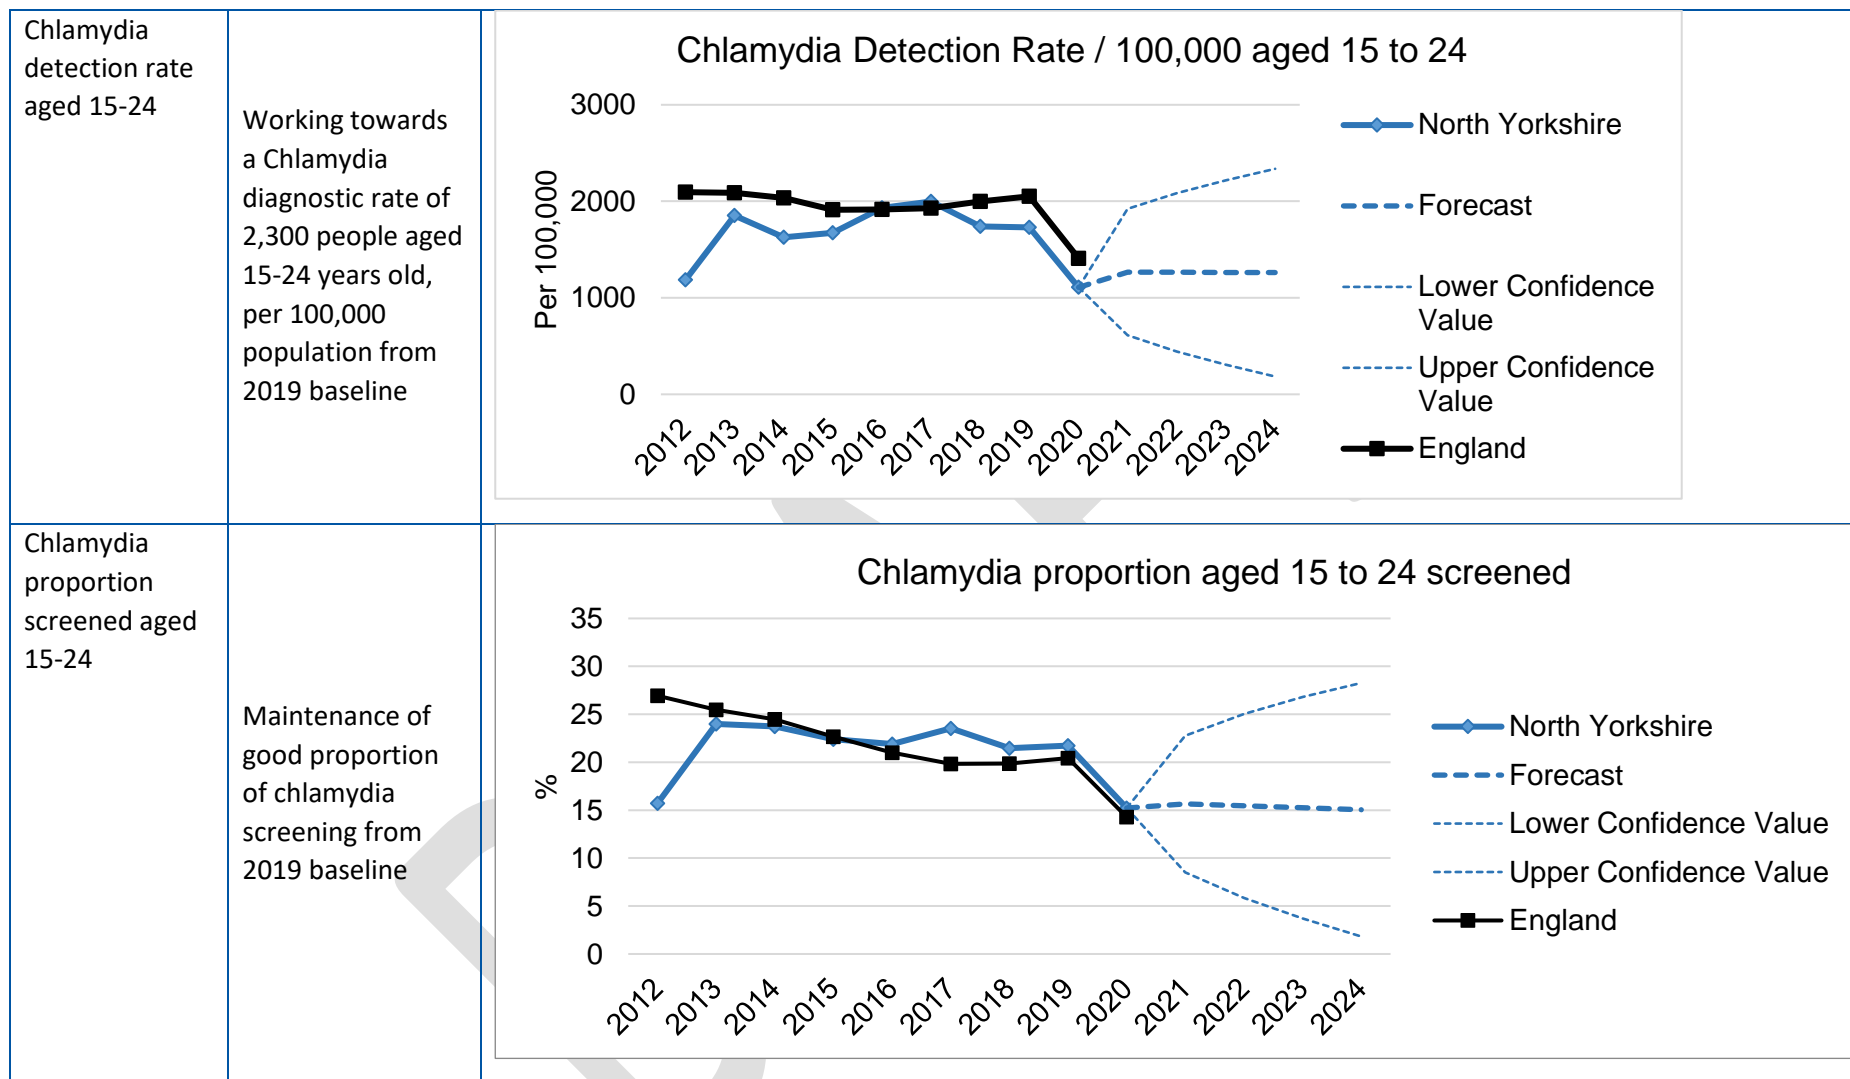 Chlamydia
detection rate
aged 15-24
Working towards
a Chlamydia
diagnostic rate of
2,300 people aged
15-24 years old,
per 100,000
population from
2019 baseline
Chlamydia Detection Rate / 100,000 aged 15 to 24
Per 100,000
3000
2000
1000
0
2012
2013
2014
2015
2016
2017
2018
2019
2020
2021
2022
2023
2024
North Yorkshire
Forecast
Lower Confidence
Value
Upper Confidence
Value
England
Chlamydia
proportion
screened aged
15-24
Maintenance of
good proportion
of chlamydia
screening from
2019 baseline
Chlamydia proportion aged 15 to 24 screened
%
35
30
25
20
15
10
5
0
2012
2013
2014
2015
2016
2017
2018
2019
2020
2021
2022
2023
2024
North Yorkshire
Forecast
Lower Confidence Value
Upper Confidence Value
England